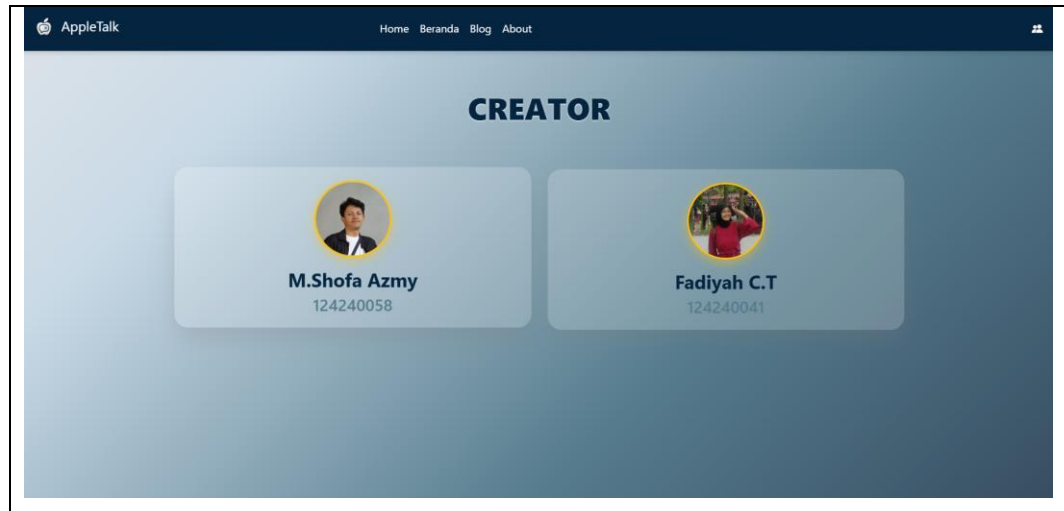 AppleTalk
Home Beranda Blog About
CREATOR
M.Shofa Azmy
124240058
Fadiyah C.T
124240041